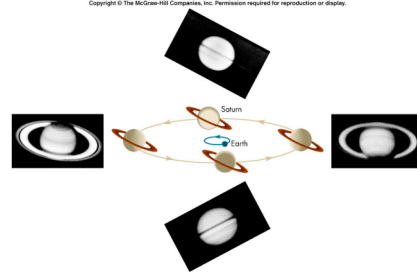 Copyright © The McGraw-Hill Companies, Inc. Permission required for reproduction or display.
Saturn
Earth